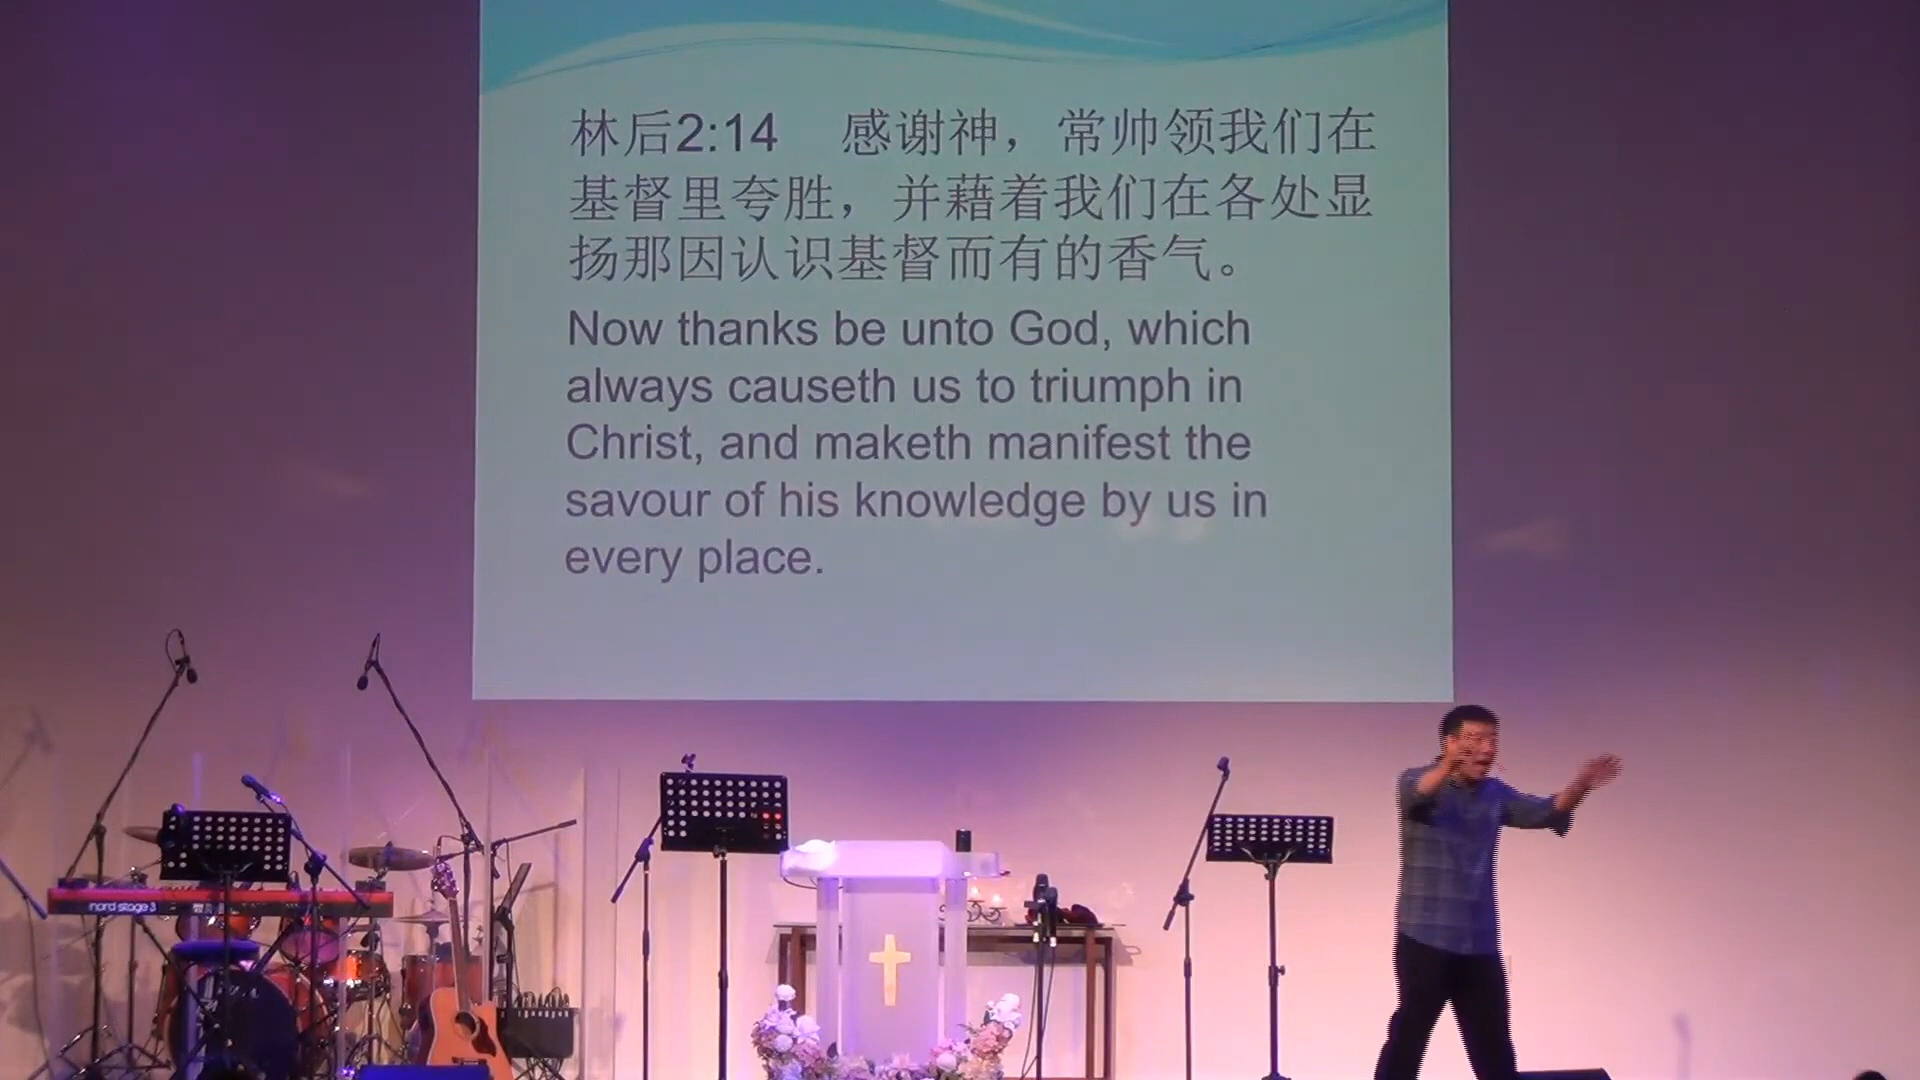 林后2:14 感谢神，常帅领我们在
基督里夸胜，并藉着我们在各处显
扬那因认识基督而有的香气。
Now thanks be unto God, which
always causeth us to triumph in
Christ, and maketh manifest the
savour of his knowledge by us in
every place.
nord stage 3